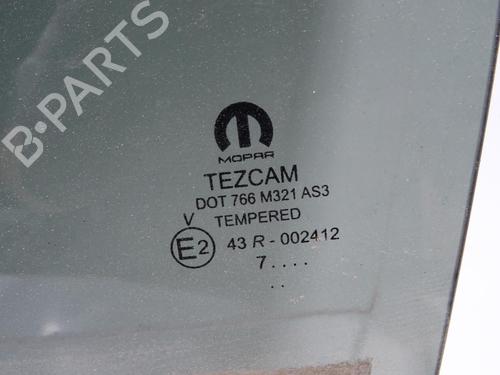 B-PARTS
MOPAR
TEZCAM
DOT 766 M321 AS3
TEMPERED
V
E2 43 R - 002412
7....
..